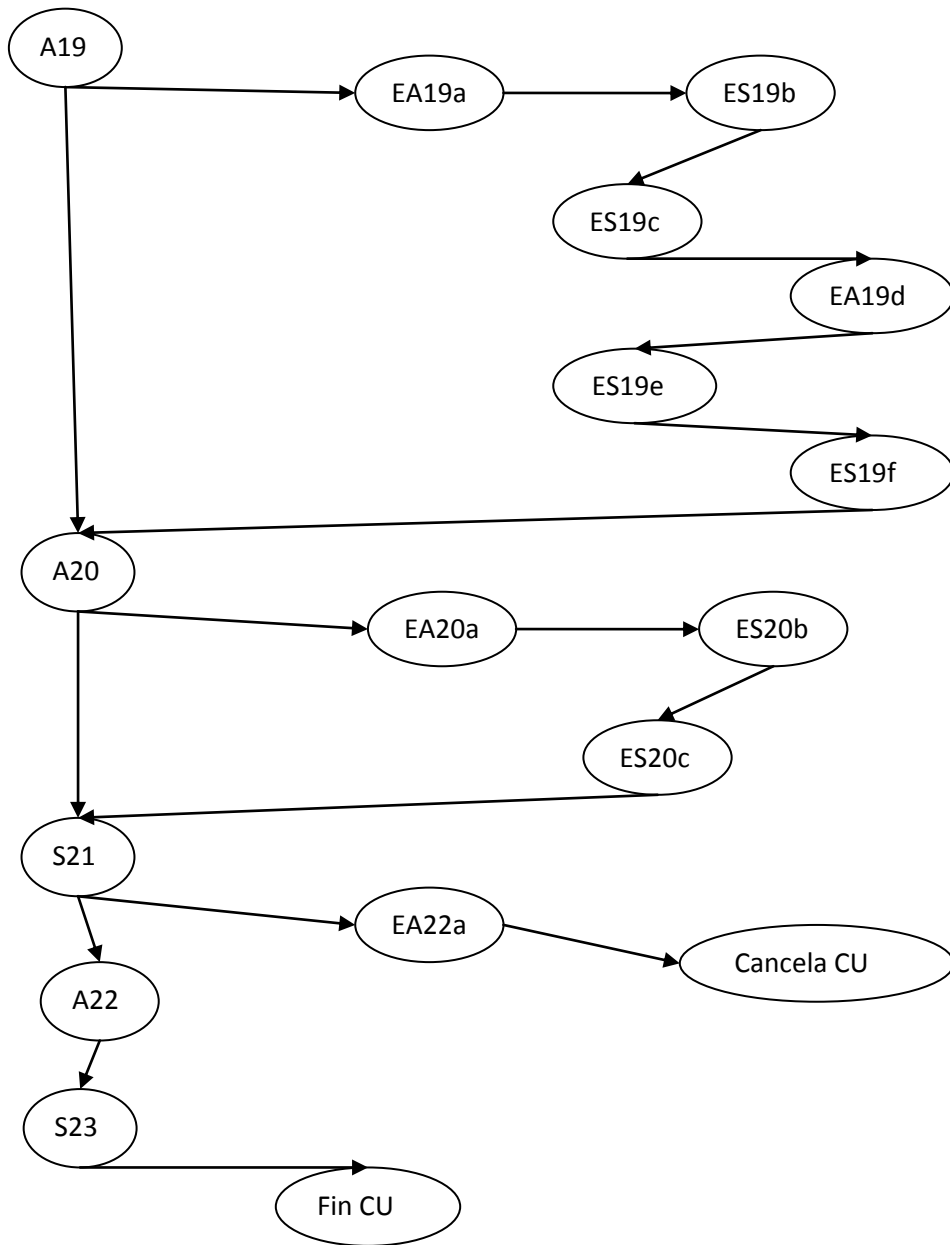 A19
EA19a
ES19b
ES19c
EA19d
ES19e
ES19f
A20
EA20a
ES20b
ES20c
S21
EA22a
Cancela CU
A22
S23
Fin CU